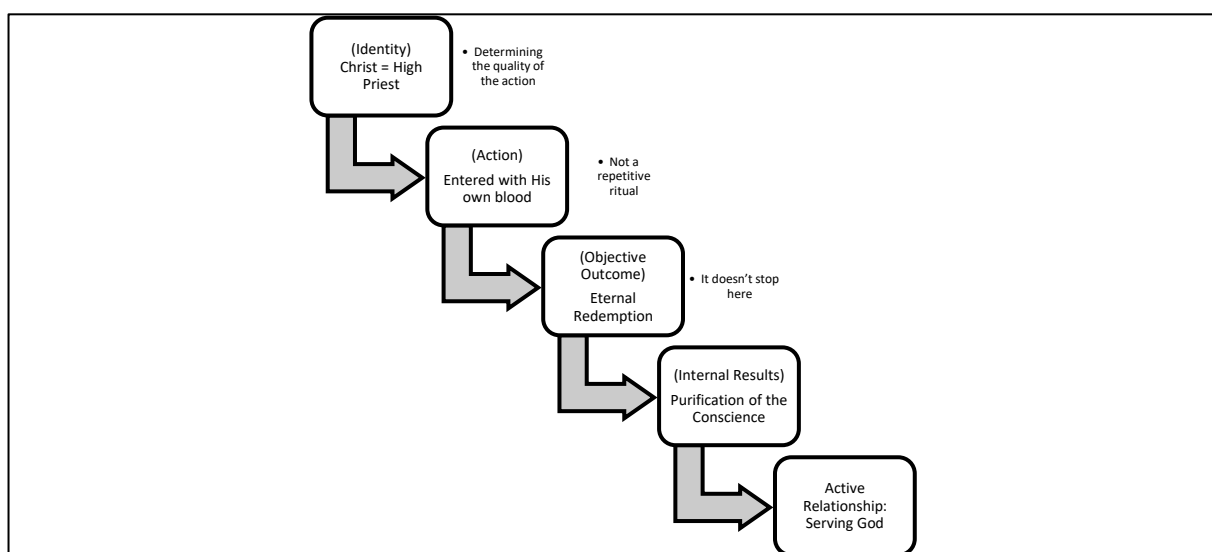 (Identity)
Christ = High
Priest
• Determining
the quality of
the action
(Action)
Entered with His
own blood
• Not a
repetitive
ritual
(Objective
Outcome)
Eternal
Redemption
• It doesn't stop
here
(Internal Results)
Purification of the
Conscience
Active
Relationship:
Serving God